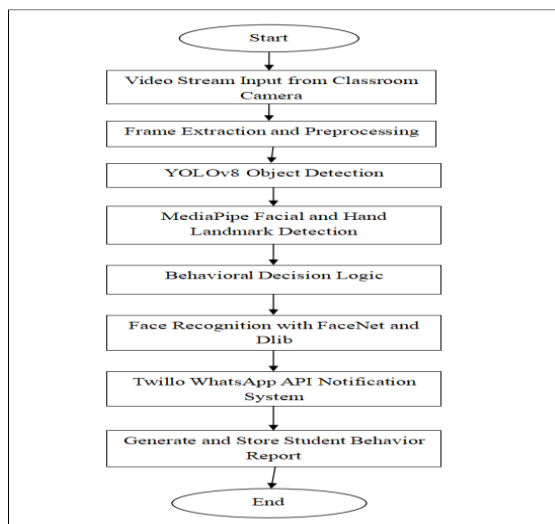 Start
Video Stream Input from Classroom
Camera
Frame Extraction and Preprocessing
YOLOv8 Object Detection
MediaPipe Facial and Hand
Landmark Detection
Behavioral Decision Logic
Face Recognition with FaceNet and
Dlib
Twillo WhatsApp API Notification
System
Generate and Store Student Behavior
Report
End